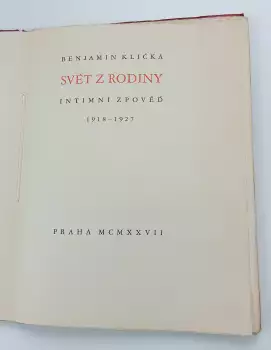 BENJAMIN KLIČKA
SVĚT Z RODINY
INTIMNÍ ZPOVĚĎ
1918–1927
PRAHA MCMXXVII